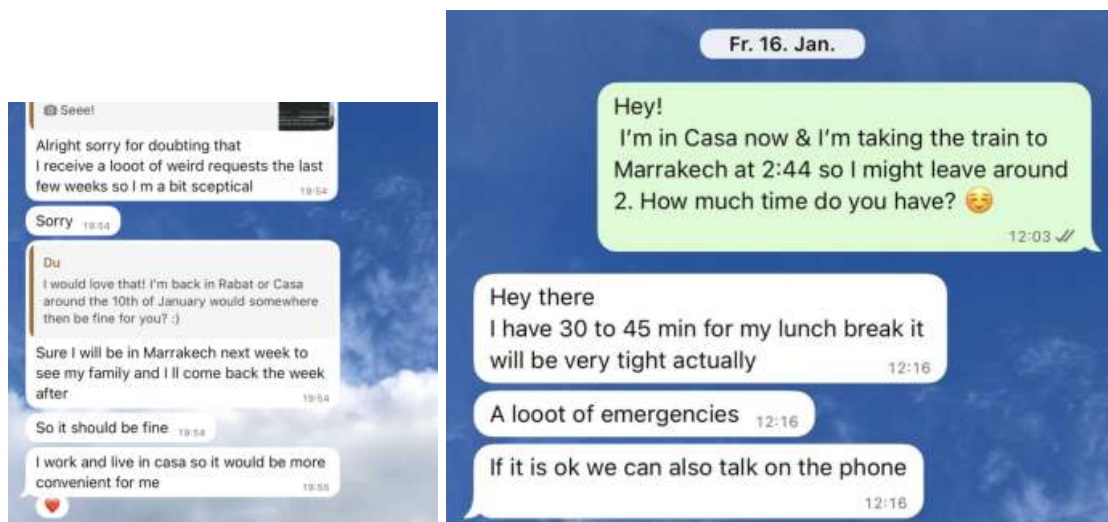 Seee!
Alright sorry for doubting that
I receive a looot of weird requests the last
few weeks so I m a bit sceptical
19:54
Sorry 19:54
Du
I would love that! I'm back in Rabat or Casa
around the 10th of January would somewhere
then be fine for you? :)
Sure I will be in Marrakech next week to
see my family and I ll come back the week
after
19:54
So it should be fine 19:54
I work and live in casa so it would be more
convenient for me
19:55
❤️
Fr. 16. Jan.
Hey!
I'm in Casa now & I'm taking the train to
Marrakech at 2:44 so I might leave around
2. How much time do you have? ☺️
12:03
Hey there
I have 30 to 45 min for my lunch break it
will be very tight actually
12:16
A looot of emergencies 12:16
If it is ok we can also talk on the phone
12:16